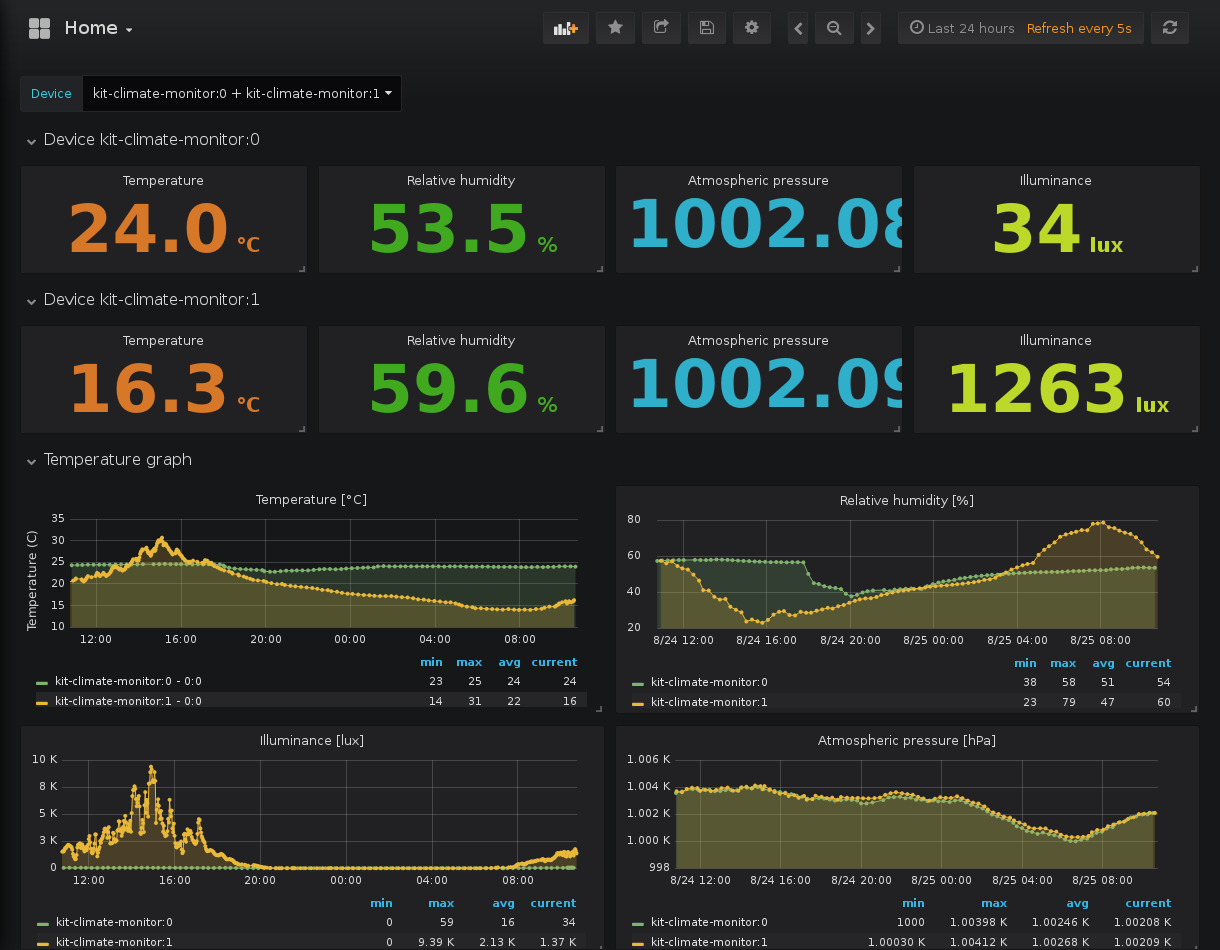 Home
Last 24 hours Refresh every 5s
Device kit-climate-monitor:0 + kit-climate-monitor:1
Device kit-climate-monitor:0
Temperature Relative humidity Atmospheric pressure Illuminance
24.0 °C 53.5 % 1002.08 34 lux
Device kit-climate-monitor:1
Temperature Relative humidity Atmospheric pressure Illuminance
16.3 °C 59.6 % 1002.09 1263 lux
Temperature graph
Temperature [°C]
Temperature (C)
35
30
25
20
15
10
12:00 16:00 20:00 00:00 04:00 08:00
min max avg current
kit-climate-monitor:0 - 0:0 23 25 24 24
kit-climate-monitor:1 - 0:0 14 31 22 16
Relative humidity [%]
80
60
40
20
8/24 12:00 8/24 16:00 8/24 20:00 8/25 00:00 8/25 04:00 8/25 08:00
min max avg current
kit-climate-monitor:0 38 58 51 54
kit-climate-monitor:1 23 79 47 60
Illuminance [lux]
10 K
8 K
5 K
3 K
0
12:00 16:00 20:00 00:00 04:00 08:00
min max avg current
kit-climate-monitor:0 0 59 16 34
kit-climate-monitor:1 0 9.39 K 2.13 K 1.37 K
Atmospheric pressure [hPa]
1.006 K
1.004 K
1.002 K
1.000 K
998
8/24 12:00 8/24 16:00 8/24 20:00 8/25 00:00 8/25 04:00 8/25 08:00
min max avg current
kit-climate-monitor:0 1000 1.00398 K 1.00246 K 1.00208 K
kit-climate-monitor:1 1.00030 K 1.00412 K 1.00268 K 1.00209 K